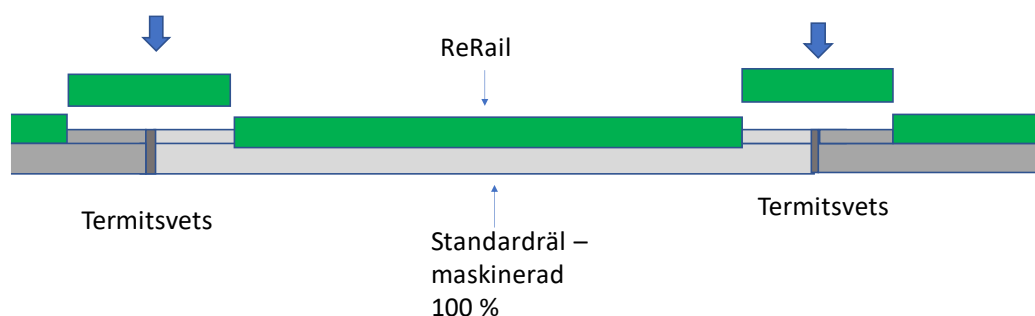 ReRail
Termitsvets
Termitsvets
Standardräl –
maskinerad
100 %